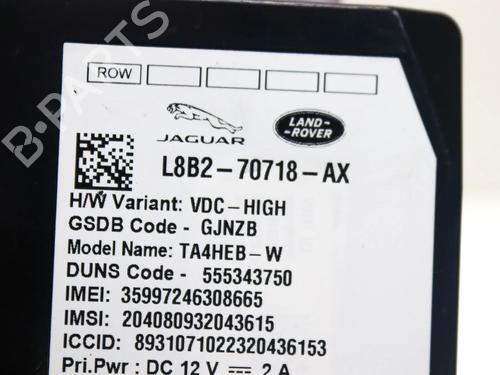 B-PARTS
ROW
JAGUAR
LAND-
-ROVER
L8B2-70718-AX
H/W Variant: VDC-HIGH
GSDB Code - GJNZB
Model Name: TA4HEB-W
DUNS Code - 555343750
IMEI: 35997246308665
IMSI: 204080932043615
ICCID: 8931071022320436153
Pri.Pwr : DC 12 V ⎓ 2 A